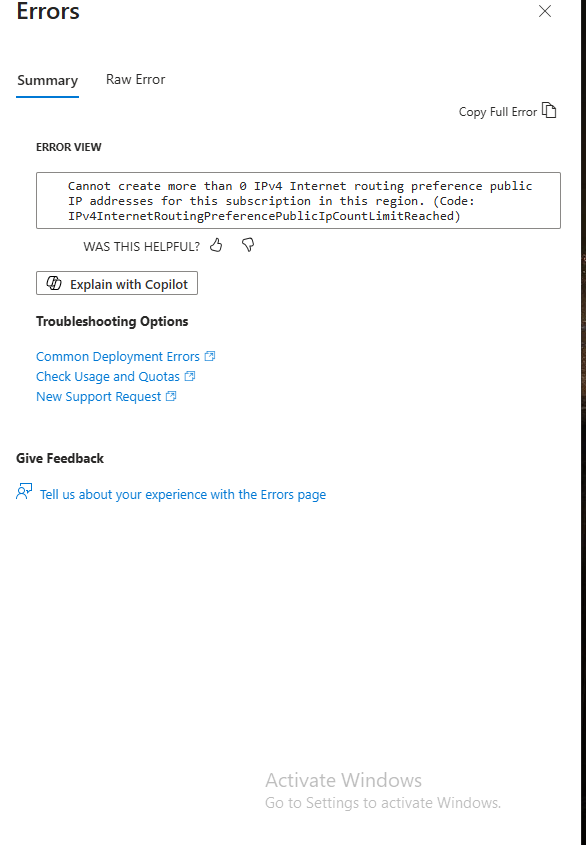 Errors
Summary
Raw Error
Copy Full Error
ERROR VIEW
Cannot create more than 0 IPv4 Internet routing preference public
IP addresses for this subscription in this region. (Code:
IPv4InternetRoutingPreferencePublicIpCountLimitReached)
WAS THIS HELPFUL?
Explain with Copilot
Troubleshooting Options
Common Deployment Errors
Check Usage and Quotas
New Support Request
Give Feedback
Tell us about your experience with the Errors page
Activate Windows
Go to Settings to activate Windows.